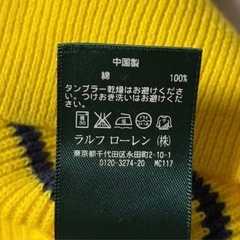 中国製
綿 100%
タンブラー乾燥はお避けください。
つけおき洗いはお避けください。
ラルフ ローレン (株)
東京都千代田区永田町2-10-1
0120-3274-20 MC117